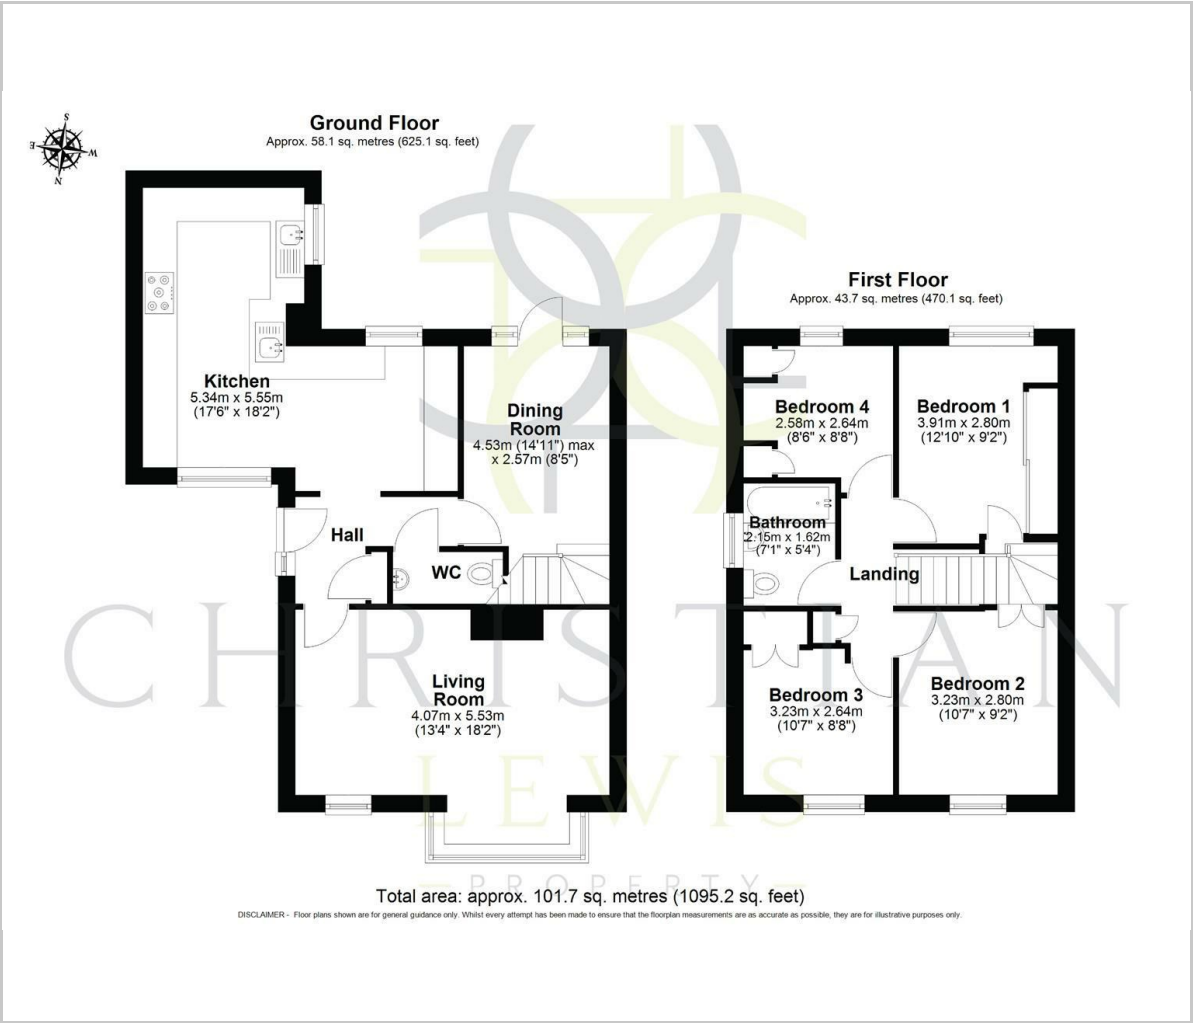 Ground Floor
Approx. 58.1 sq. metres (625.1 sq. feet)
S
E
W
N
Kitchen
5.34m x 5.55m
(17'6" x 18'2")
Dining
Room
4.53m (14'11") max
x 2.57m (8'5")
Hall
WC
Living
Room
4.07m x 5.53m
(13'4" x 18'2")
First Floor
Approx. 43.7 sq. metres (470.1 sq. feet)
Bedroom 4
2.58m x 2.64m
(8'6" x 8'8")
Bedroom 1
3.91m x 2.80m
(12'10" x 9'2")
Bathroom
2.15m x 1.62m
(7'1" x 5'4")
Landing
Bedroom 3
3.23m x 2.64m
(10'7" x 8'8")
Bedroom 2
3.23m x 2.80m
(10'7" x 9'2")
CHRISTIAN
LEWIS
PROPERTY
Total area: approx. 101.7 sq. metres (1095.2 sq. feet)
DISCLAIMER - Floor plans shown are for general guidance only. Whilst every attempt has been made to ensure that the floorplan measurements are as accurate as possible, they are for illustrative purposes only.